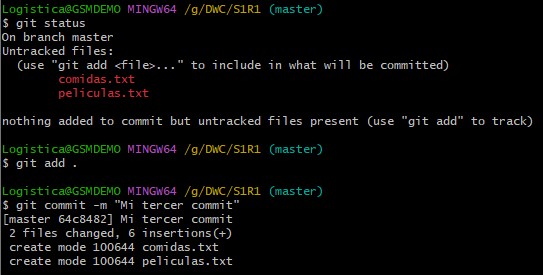 Logistica@GSMDEMO MINGW64 /g/DWC/S1R1 (master)
$ git status
On branch master
Untracked files:
  (use "git add <file>..." to include in what will be committed)
        comidas.txt
        peliculas.txt

nothing added to commit but untracked files present (use "git add" to track)

Logistica@GSMDEMO MINGW64 /g/DWC/S1R1 (master)
$ git add .

Logistica@GSMDEMO MINGW64 /g/DWC/S1R1 (master)
$ git commit -m "Mi tercer commit"
[master 64c8482] Mi tercer commit
 2 files changed, 6 insertions(+)
 create mode 100644 comidas.txt
 create mode 100644 peliculas.txt